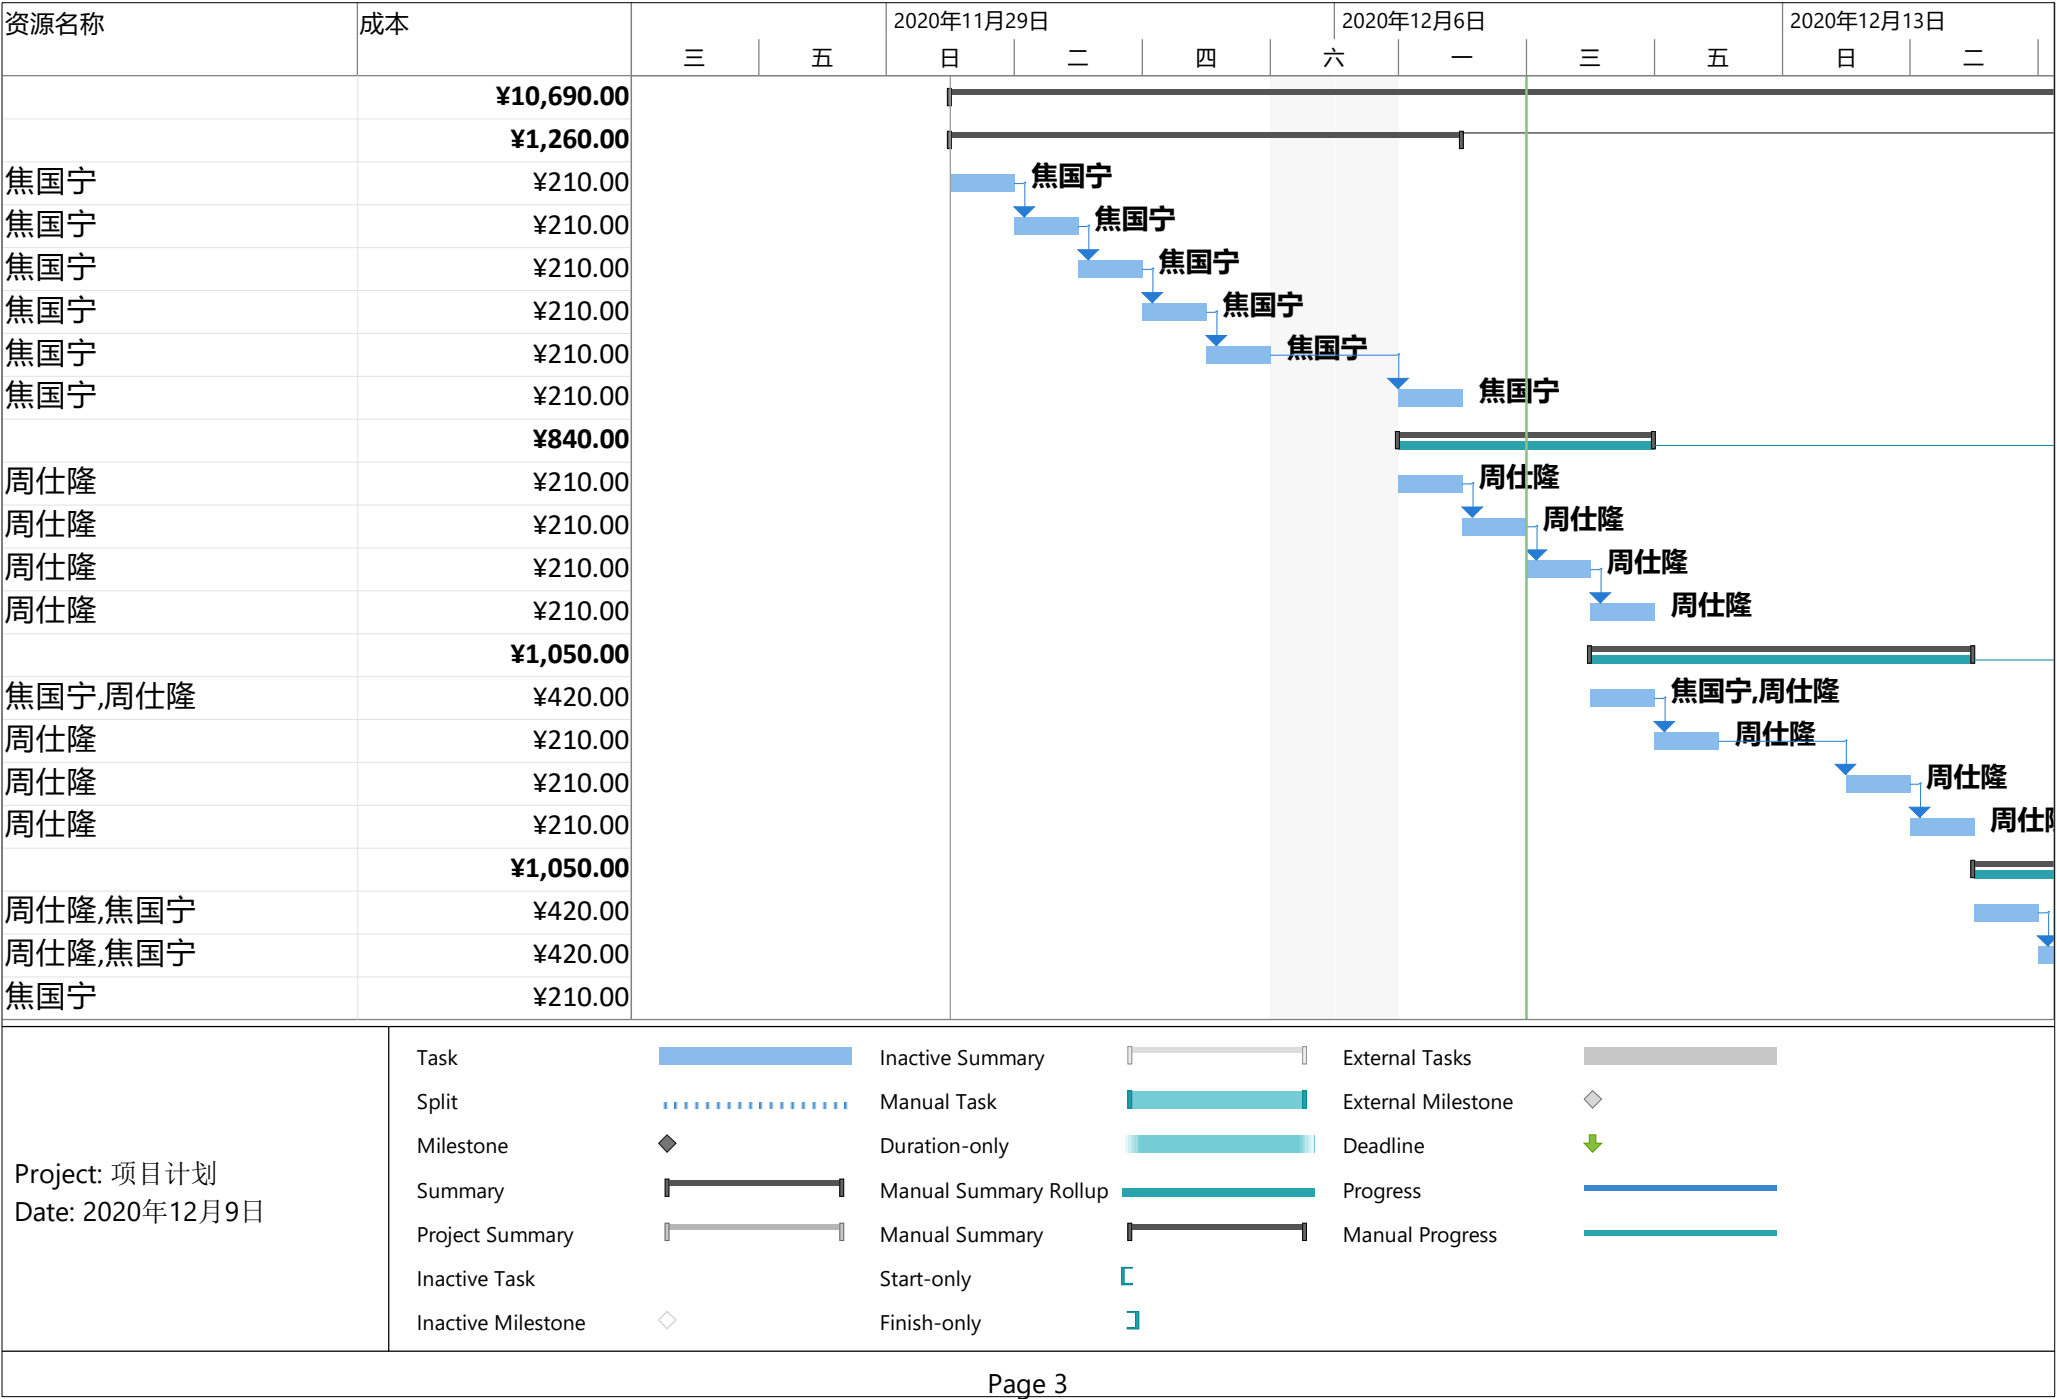 资源名称 成本 2020年11月29日 2020年12月6日 2020年12月13日
三 五 日 二 四 六 一 三 五 日 二
¥10,690.00
¥1,260.00
焦国宁 ¥210.00 焦国宁
焦国宁 ¥210.00 焦国宁
焦国宁 ¥210.00 焦国宁
焦国宁 ¥210.00 焦国宁
焦国宁 ¥210.00 焦国宁
焦国宁 ¥210.00 焦国宁
¥840.00
周仕隆 ¥210.00 周仕隆
周仕隆 ¥210.00 周仕隆
周仕隆 ¥210.00 周仕隆
周仕隆 ¥210.00 周仕隆
¥1,050.00
焦国宁,周仕隆 ¥420.00 焦国宁,周仕隆
周仕隆 ¥210.00 周仕隆
周仕隆 ¥210.00 周仕隆
周仕隆 ¥210.00 周仕
¥1,050.00
周仕隆,焦国宁 ¥420.00
周仕隆,焦国宁 ¥420.00
焦国宁 ¥210.00
Project: 项目计划
Date: 2020年12月9日
Task Inactive Summary External Tasks
Split Manual Task External Milestone
Milestone Duration-only Deadline
Summary Manual Summary Rollup Progress
Project Summary Manual Summary Manual Progress
Inactive Task Start-only
Inactive Milestone Finish-only
Page 3